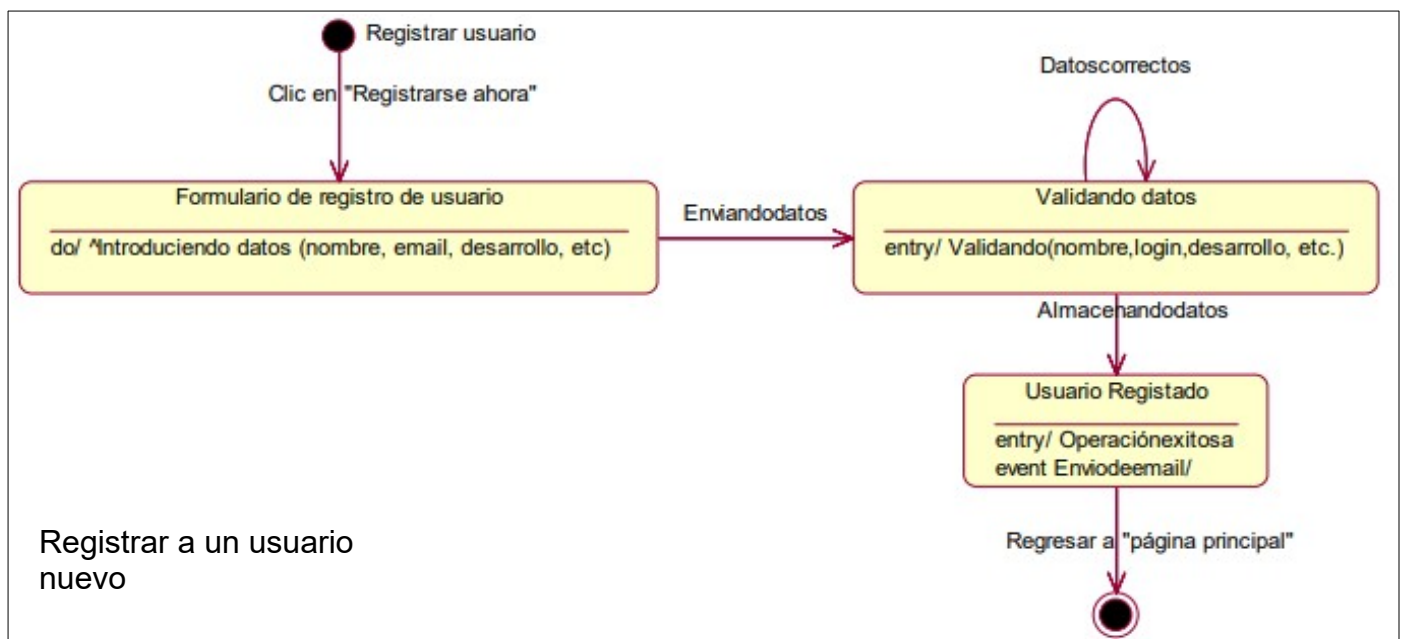 Registrar usuario
Clic en "Registrarse ahora"
Formulario de registro de usuario
do/ ^Introduciendo datos (nombre, email, desarrollo, etc)
Enviandodatos
Datoscorrectos
Validando datos
entry/ Validando(nombre,login,desarrollo, etc.)
Almacenandodatos
Usuario Registado
entry/ Operaciónexitosa
event Enviodeemail/
Regresar a "página principal"
Registrar a un usuario
nuevo